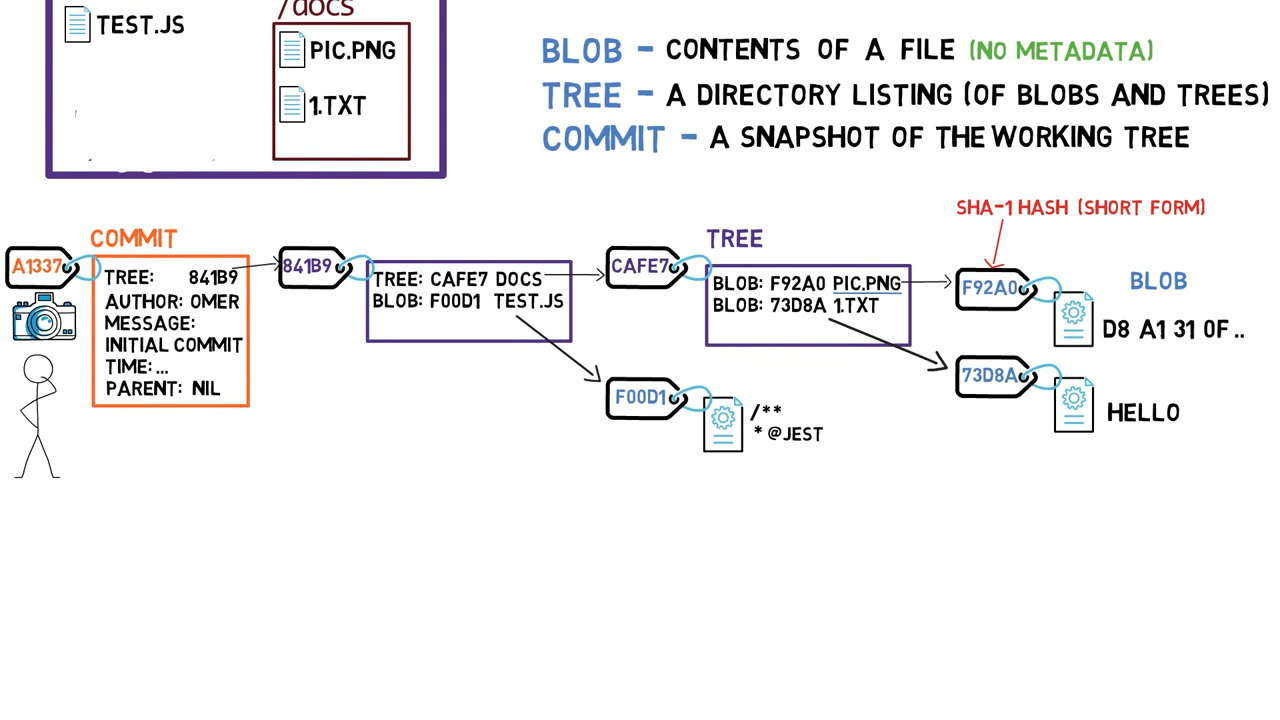 /docs
TEST.JS
PIC.PNG
1.TXT
BLOB - CONTENTS OF A FILE (NO METADATA)
TREE - A DIRECTORY LISTING (OF BLOBS AND TREES)
COMMIT - A SNAPSHOT OF THE WORKING TREE
SHA-1 HASH (SHORT FORM)
COMMIT
A1337
TREE: 841B9
AUTHOR: OMER
MESSAGE:
INITIAL COMMIT
TIME: ...
PARENT: NIL
841B9
TREE: CAFE7 DOCS
BLOB: F00D1 TEST.JS
TREE
CAFE7
BLOB: F92A0 PIC.PNG
BLOB: 73D8A 1.TXT
F00D1
/**
* @JEST
BLOB
F92A0
D8 A1 31 0F ..
73D8A
HELLO